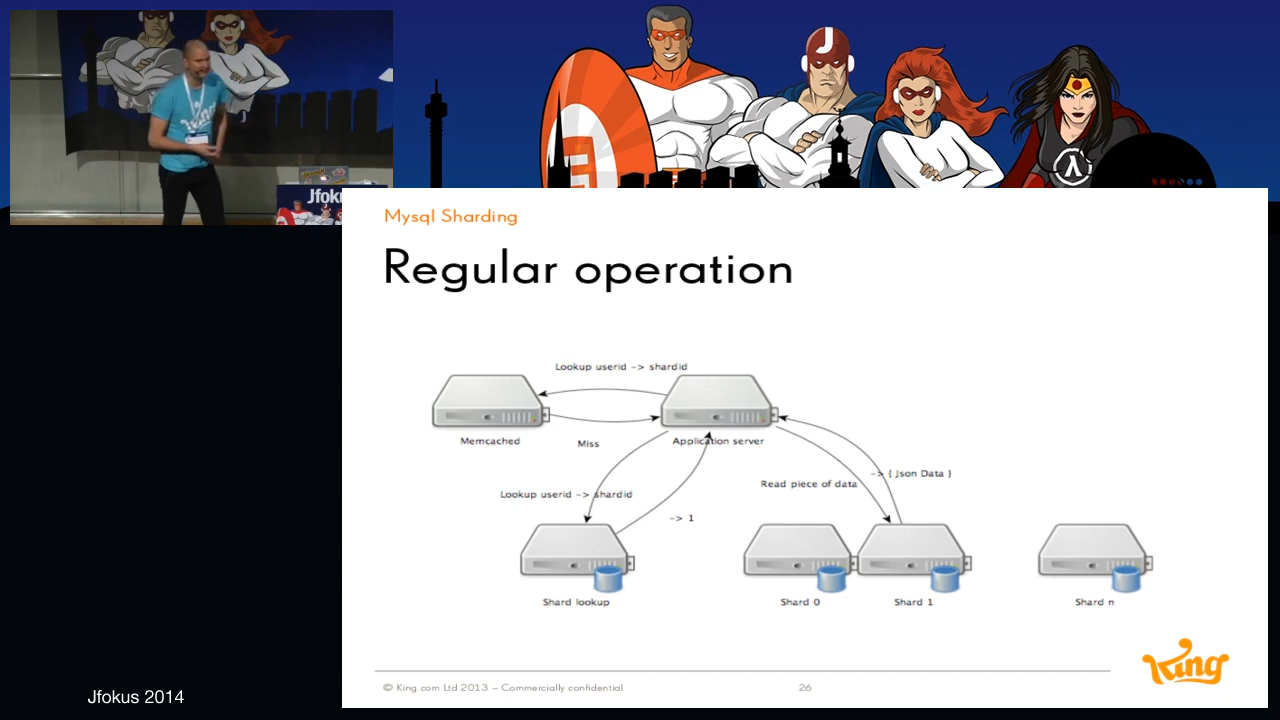 King
Jfok
J
Mysql Sharding
Regular operation
Lookup userid -> shardid
Memcached
Miss
Application server
Lookup userid -> shardid
-> 1
Read piece of data
-> { Json Data }
Shard lookup
Shard 0
Shard 1
Shard n
© King.com Ltd 2013 – Commercially confidential
26
King
Jfokus 2014